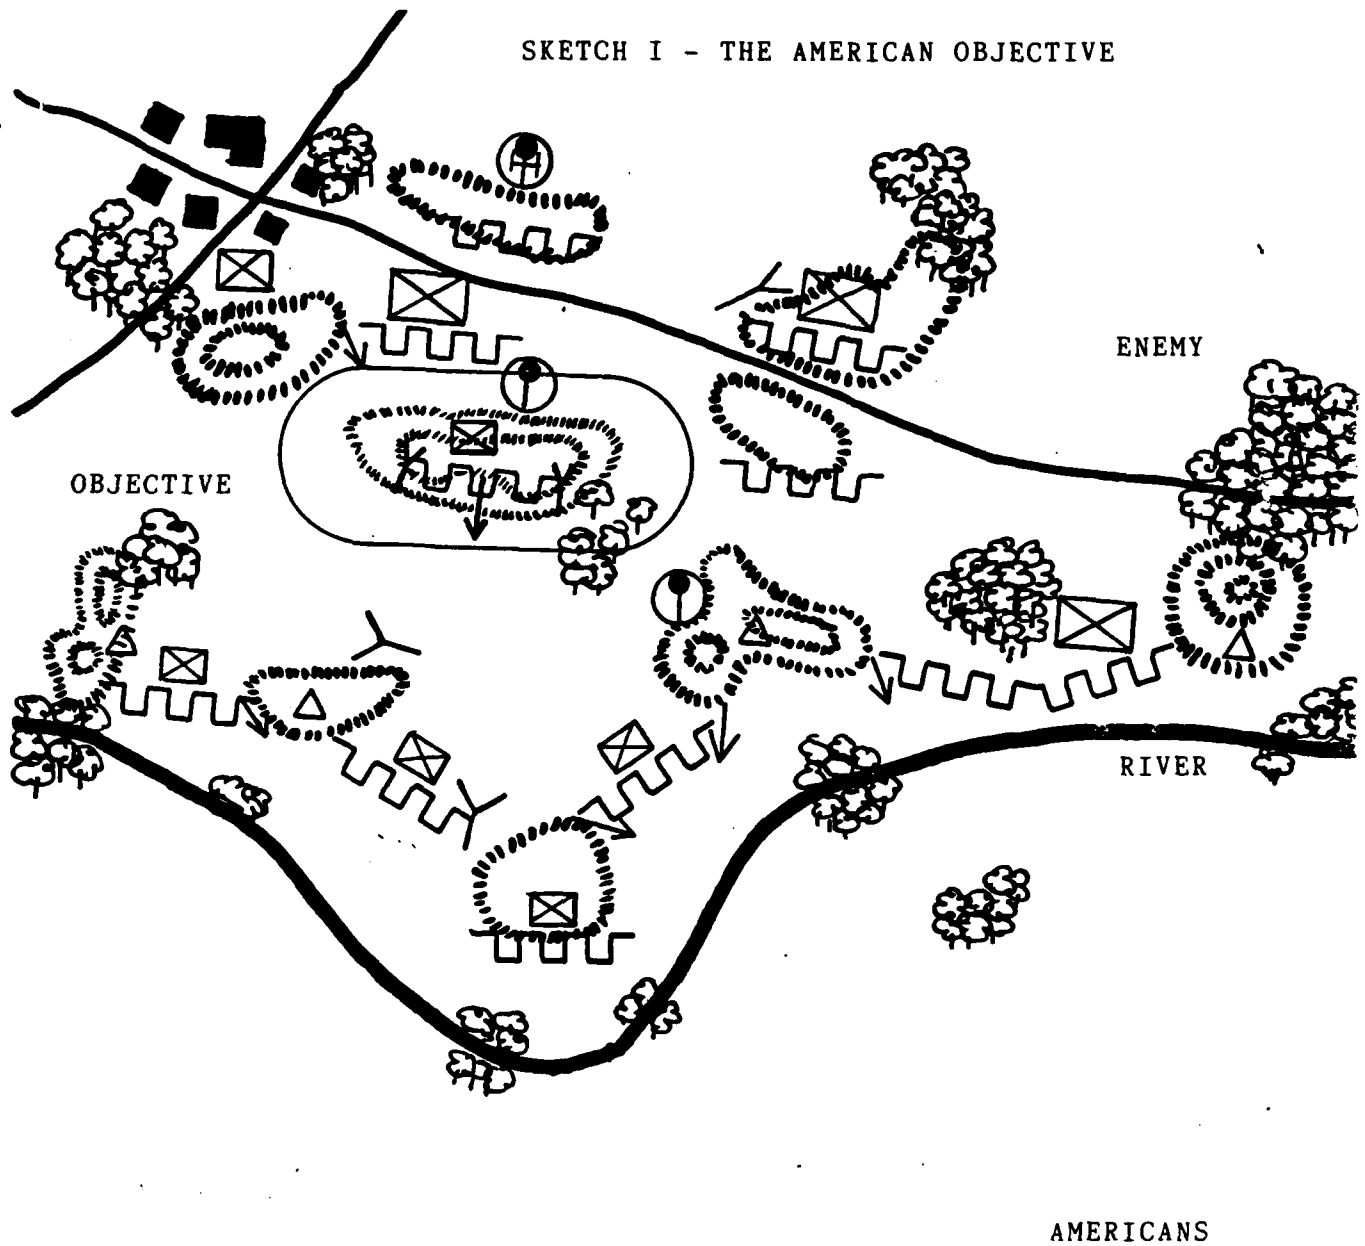 SKETCH I - THE AMERICAN OBJECTIVE
ENEMY
OBJECTIVE
RIVER
AMERICANS